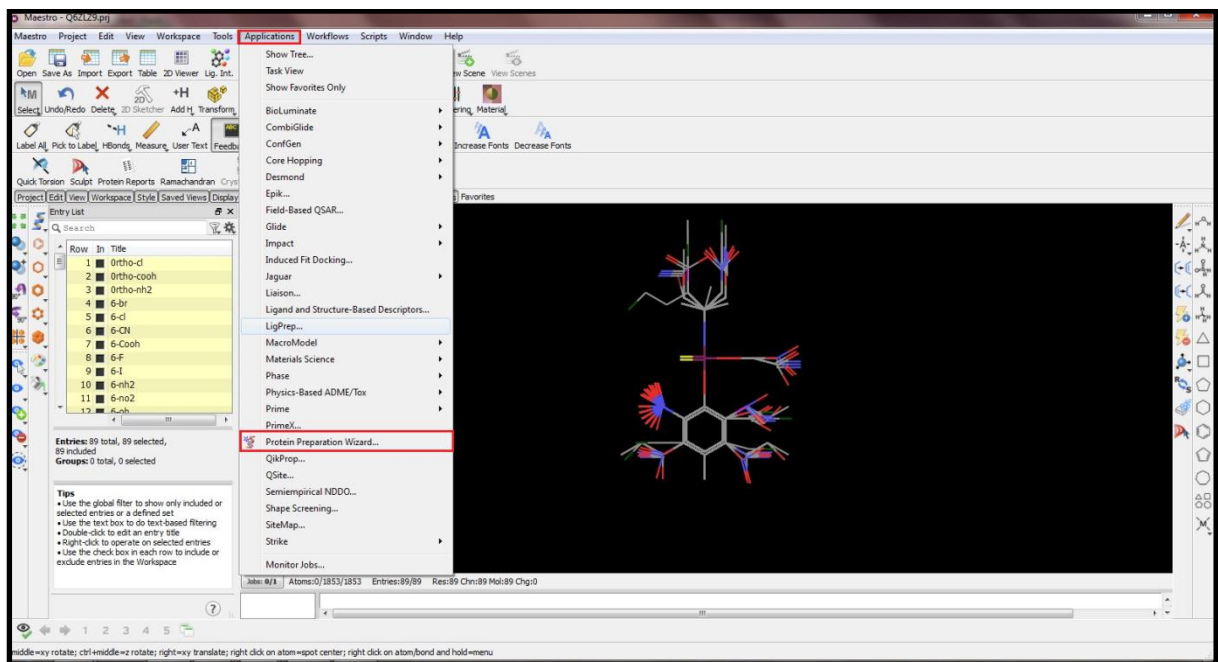 Maestro - Q6ZLZ9.prj
Maestro Project Edit View Workspace Tools Applications Workflows Scripts Window Help
Open Save As Import Export Table 2D Viewer Lig. Int.
View Scenes
Select Undo/Redo Delete 2D Sketcher Add H Transform
Material
Label All Pick to Label HBonds Measure User Text
Increase Fonts Decrease Fonts
Quick Torsion Sculpt Protein Reports Ramachandran
Project Edit View Workspace Style Saved Views Display
Favorites
Entry List
Search
Row In Title
1 Ortho-cl
2 Ortho-cooh
3 Ortho-nh2
4 6-br
5 6-cl
6 6-CN
7 6-Cooh
8 6-F
9 6-I
10 6-nh2
11 6-no2
12 6-oh
Entries: 89 total, 89 selected,
89 included
Groups: 0 total, 0 selected
Tips
• Use the global filter to show only included or
selected entries or a defined set
• Use the text box to do text-based filtering
• Double-click to edit an entry title
• Right-click to operate on selected entries
• Use the check box in each row to include or
exclude entries in the Workspace
Show Tree...
Task View
Show Favorites Only
BioLuminate
CombiGlide
ConfGen
Core Hopping
Desmond
Epik...
Field-Based QSAR...
Glide
Impact
Induced Fit Docking...
Jaguar
Liaison...
Ligand and Structure-Based Descriptors...
LigPrep...
MacroModel
Materials Science
Phase
Physics-Based ADME/Tox
Prime
PrimeX...
Protein Preparation Wizard...
QikProp...
QSite...
Semiempirical NDDO...
Shape Screening...
SiteMap...
Strike
Monitor Jobs...
Jobs: 0/1 Atoms:0/1853/1853 Entries:89/89 Res:89 Chn:89 Mol:89 Chg:0
1 2 3 4 5
middle=xy rotate; ctrl+middle=z rotate; right=xy translate; right click on atom=spot center; right click on atom/bond and hold=menu